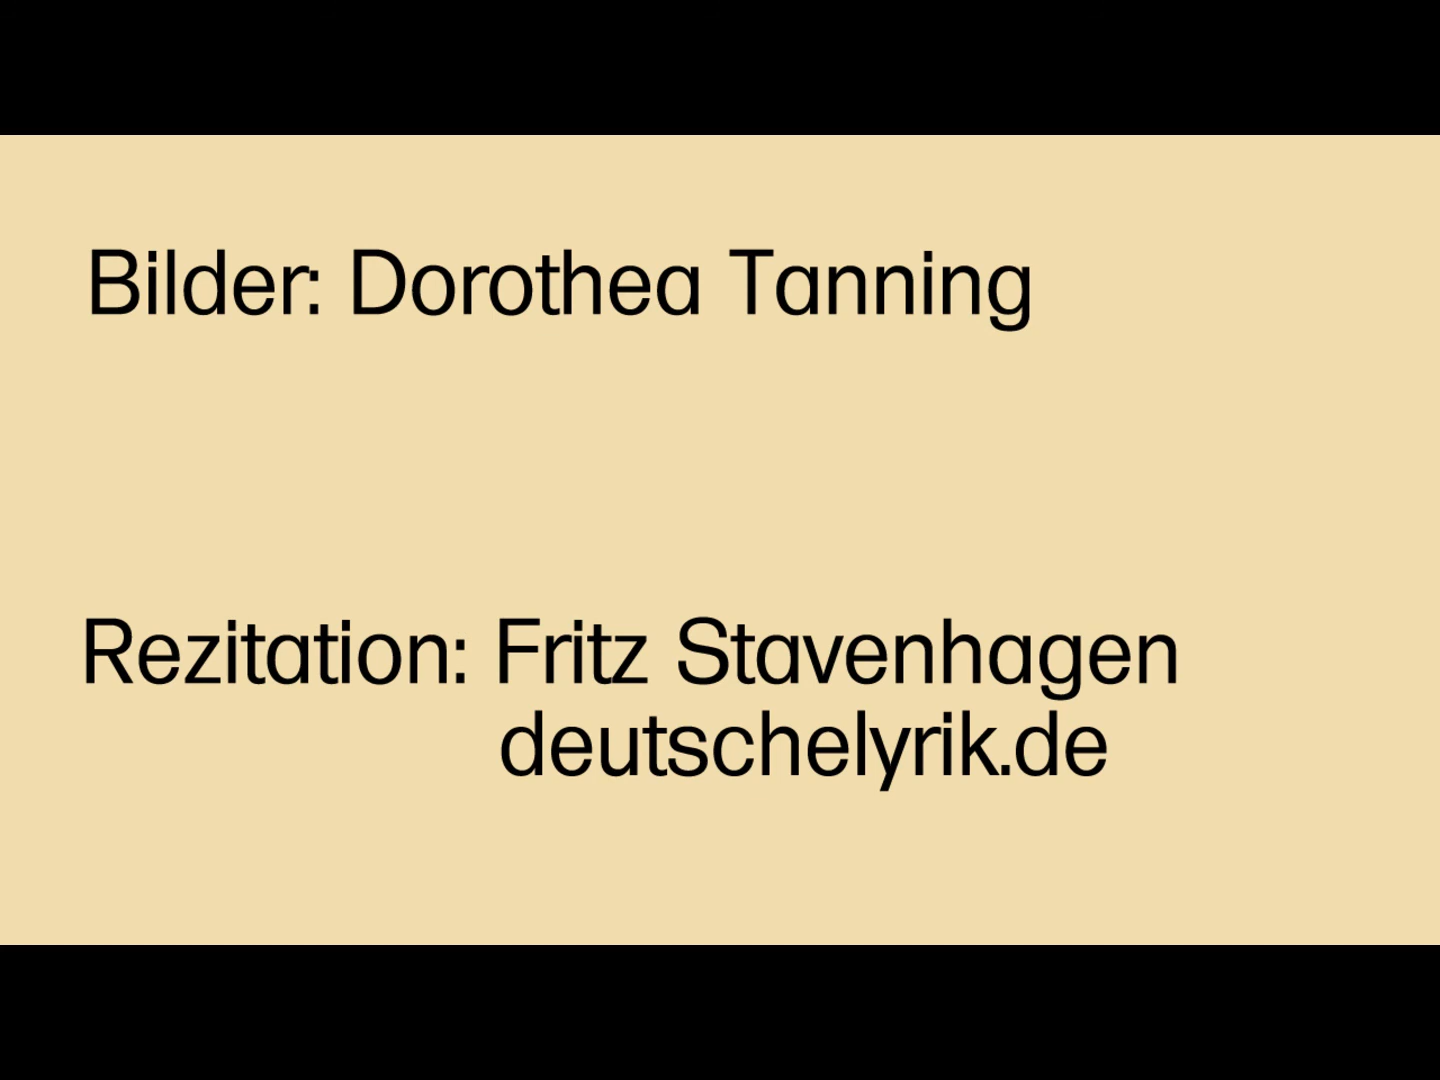 Bilder: Dorothea Tanning
Rezitation: Fritz Stavenhagen
deutschelyrik.de